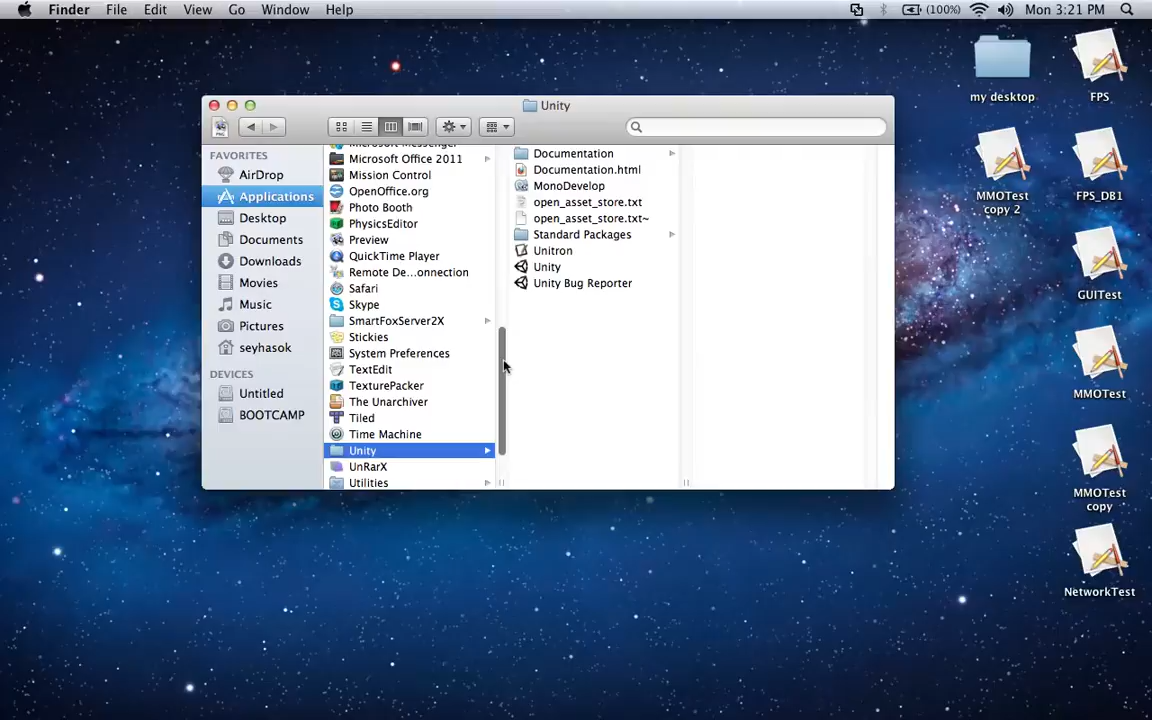 Finder File Edit View Go Window Help
(100%) Mon 3:21 PM
Unity
FAVORITES
AirDrop
Applications
Desktop
Documents
Downloads
Movies
Music
Pictures
seyhasok
DEVICES
Untitled
BOOTCAMP
Microsoft Messenger
Microsoft Office 2011
Mission Control
OpenOffice.org
Photo Booth
PhysicsEditor
Preview
QuickTime Player
Remote De...onnection
Safari
Skype
SmartFoxServer2X
Stickies
System Preferences
TextEdit
TexturePacker
The Unarchiver
Tiled
Time Machine
Unity
UnRarX
Utilities
Documentation
Documentation.html
MonoDevelop
open_asset_store.txt
open_asset_store.txt~
Standard Packages
Unitron
Unity
Unity Bug Reporter
my desktop
FPS
MMOTest
copy 2
FPS_DB1
GUITest
MMOTest
MMOTest
copy
NetworkTest